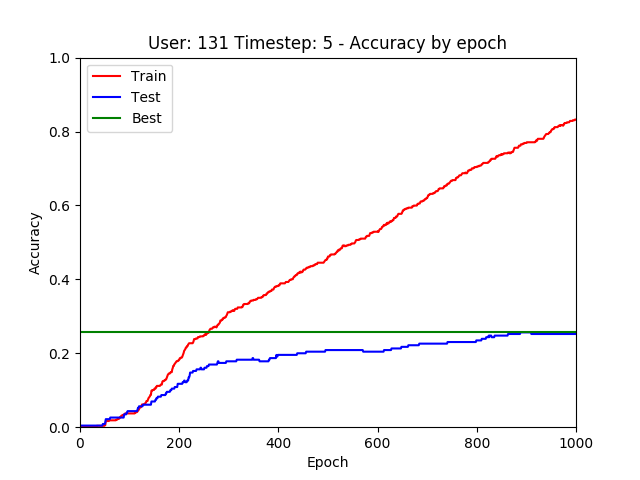 User: 131 Timestep: 5 - Accuracy by epoch
1.0
0.8
0.6
0.4
0.2
0.0
Accuracy
Train
Test
Best
0 200 400 600 800 1000
Epoch